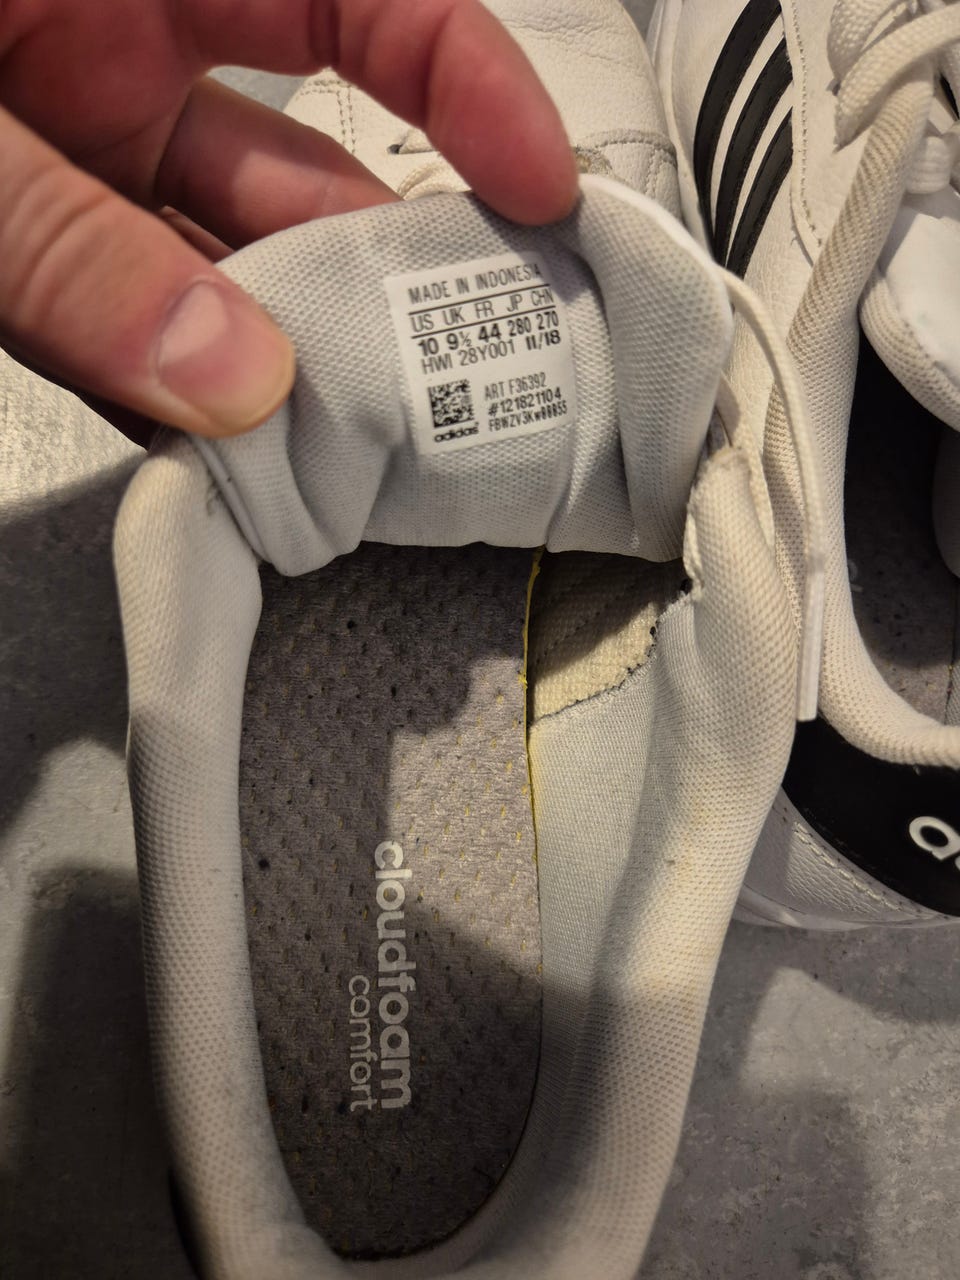 MADE IN INDONESIA
US UK FR JP CHN
10 9½ 44 280 270
HWI 28Y001 11/18
ART F36392
#121821104
FBWZV3KW0BBS5
adidas
cloudfoam
comfort